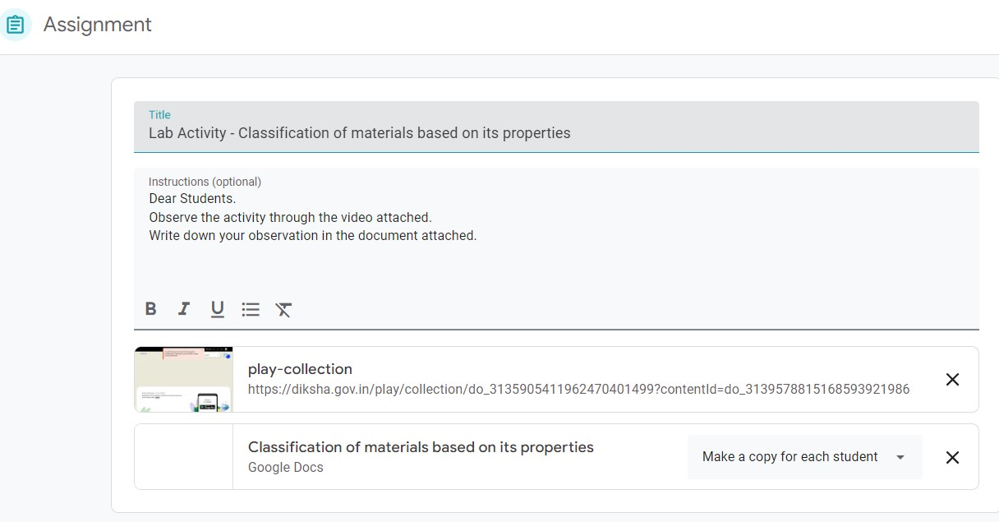 Assignment
Title
Lab Activity - Classification of materials based on its properties
Instructions (optional)
Dear Students.
Observe the activity through the video attached.
Write down your observation in the document attached.
B I U
play-collection
https://diksha.gov.in/play/collection/do_3135905411962470401499?contentId=do_3139578815168593921986
Classification of materials based on its properties
Google Docs
Make a copy for each student